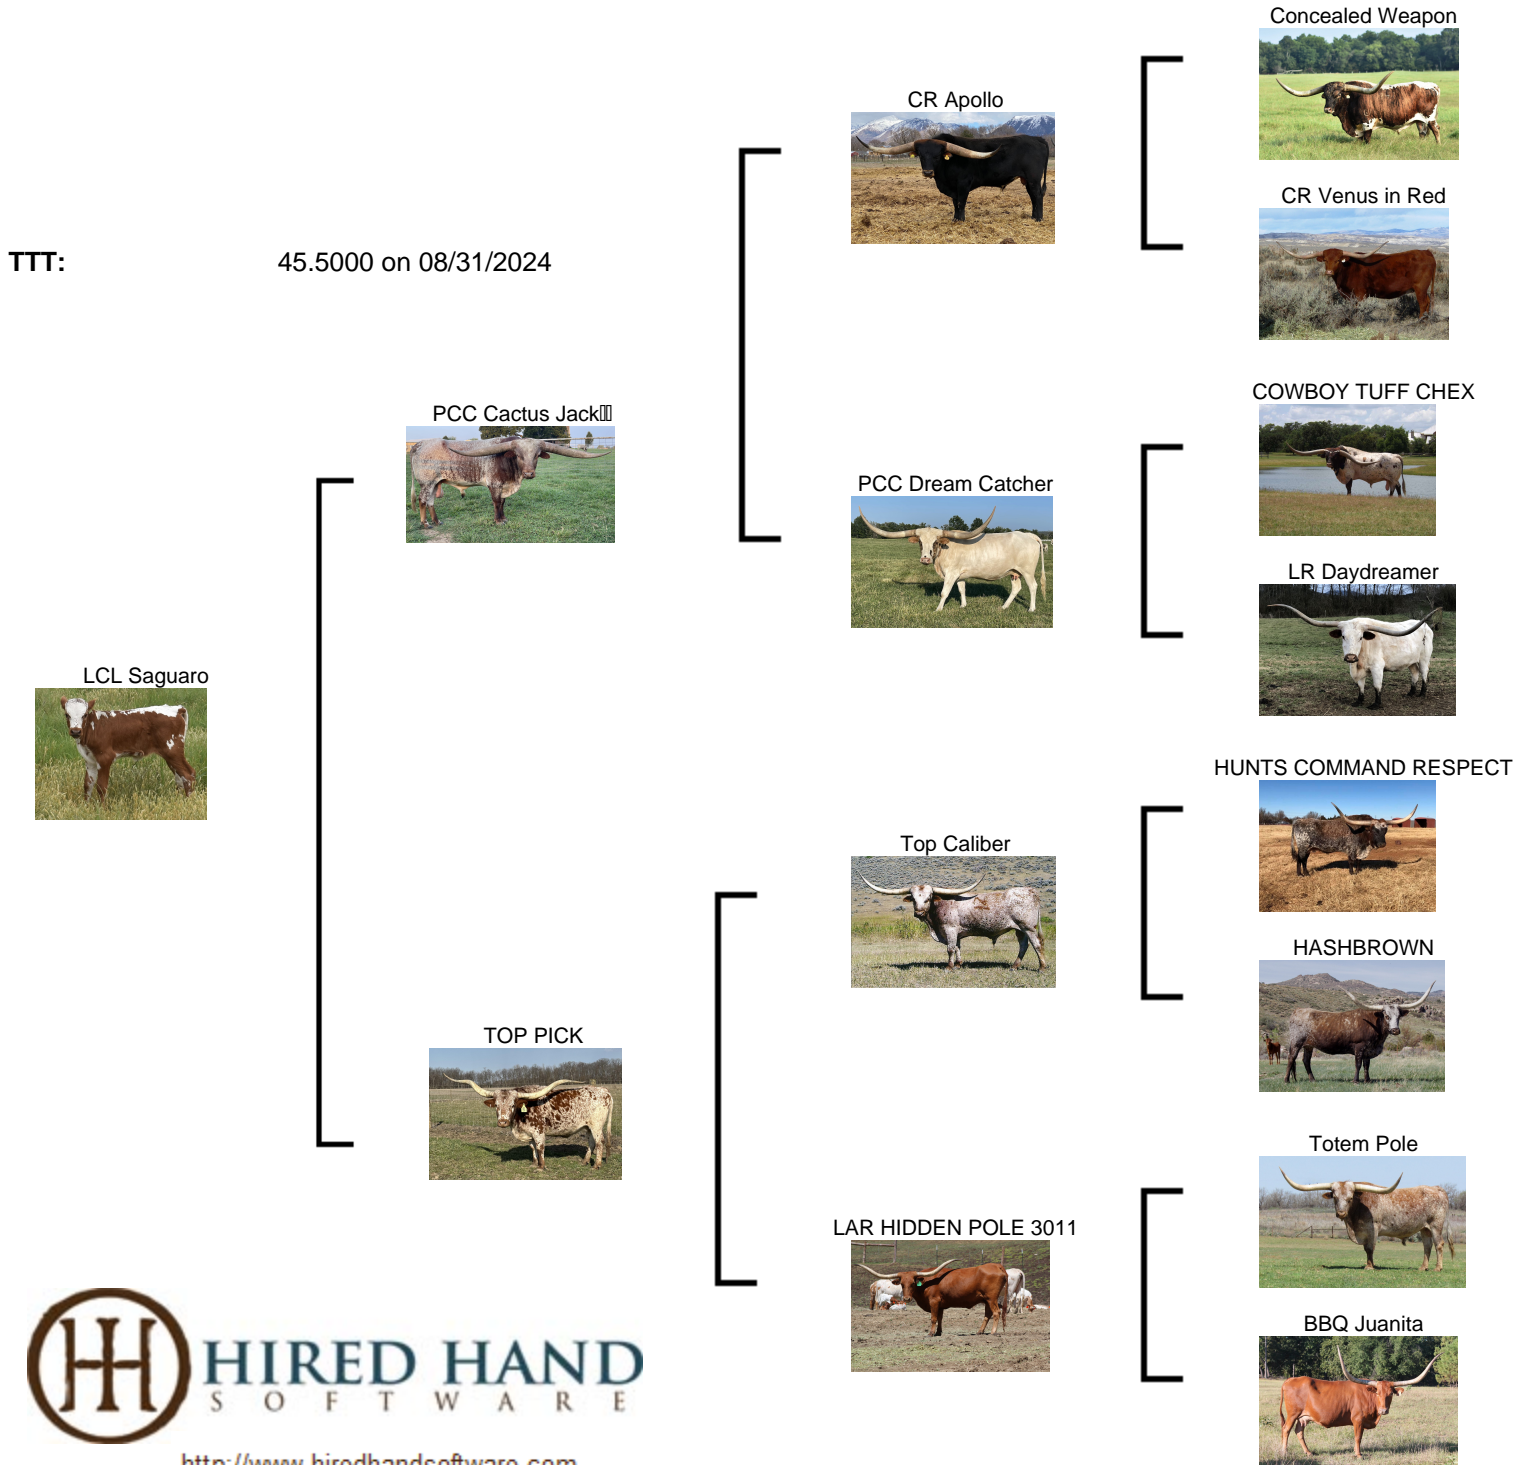 Concealed Weapon
CR Apollo
CR Venus in Red
TTT: 45.5000 on 08/31/2024
COWBOY TUFF CHEX
PCC Cactus Jack
PCC Dream Catcher
LR Daydreamer
LCL Saguaro
HUNTS COMMAND RESPECT
Top Caliber
HASHBROWN
TOP PICK
Totem Pole
LAR HIDDEN POLE 3011
BBQ Juanita
HIRED HAND
SOFTWARE
http://www.hiredhandsoftware.com